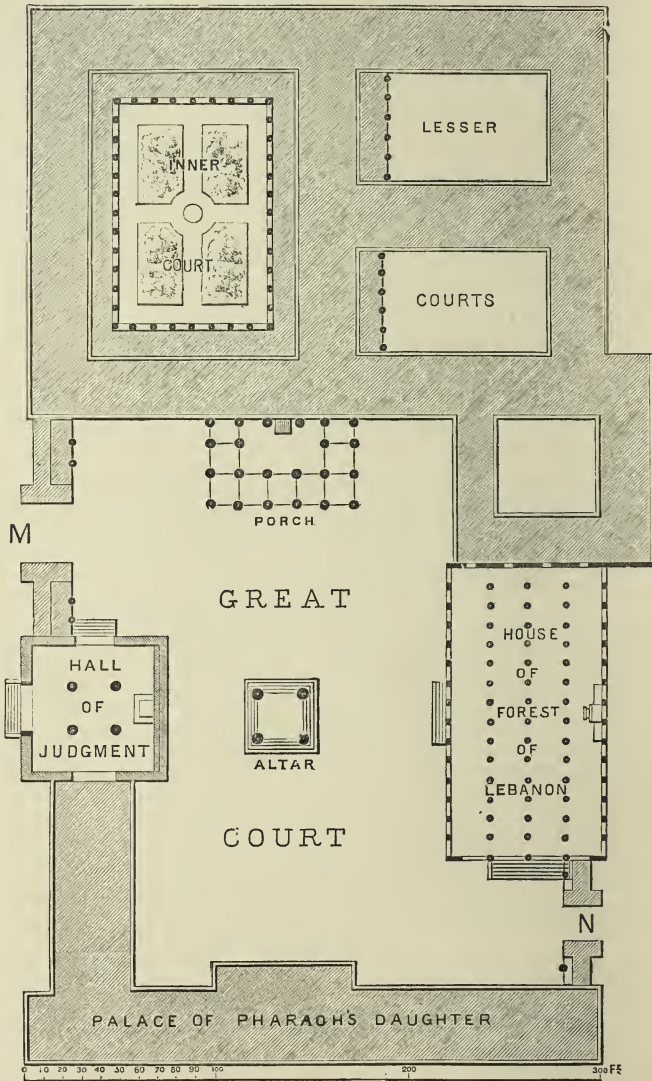 LESSER
INNER
COURT
COURTS
PORCH
M
GREAT
HALL
OF
JUDGMENT
HOUSE
OF
FOREST
OF
LEBANON
ALTAR
COURT
N
PALACE OF PHARAOH'S DAUGHTER
0 10 20 30 40 50 60 70 80 90 100 200 300 FT